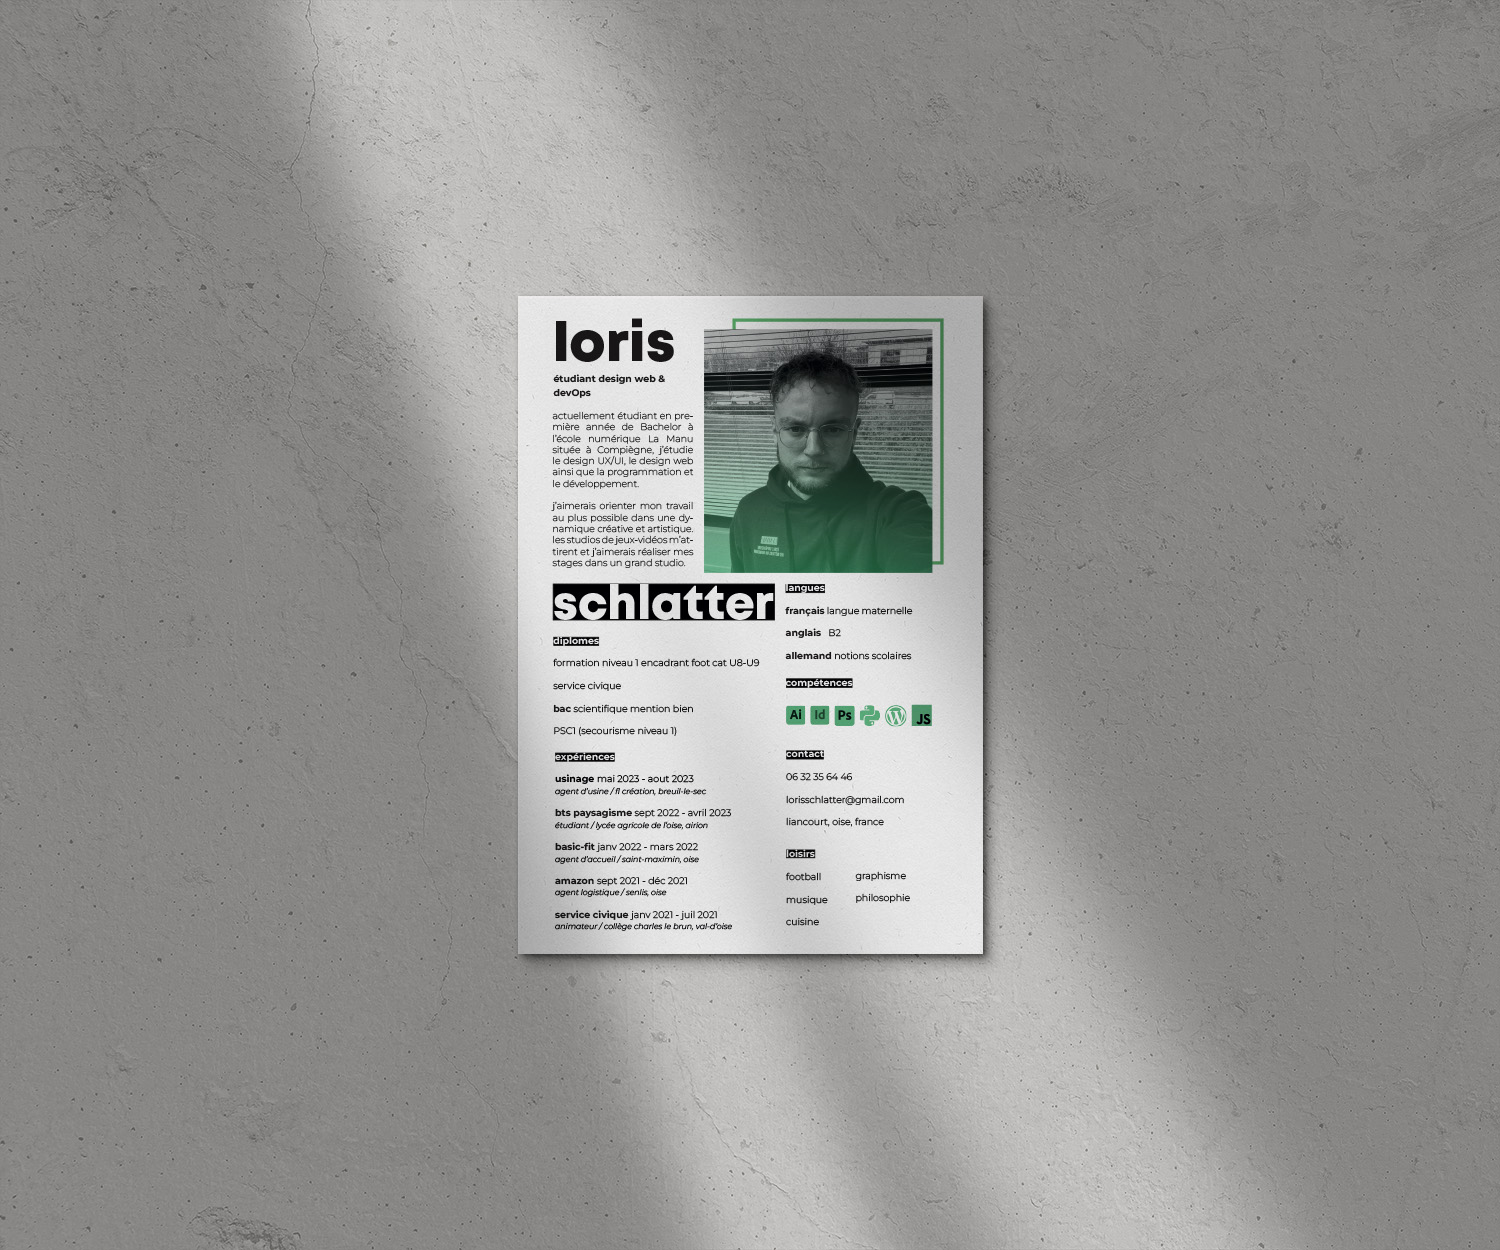 loris
étudiant design web &
devOps
actuellement étudiant en pre-
mière année de Bachelor à
l'école numérique La Manu
située à Compiègne, j'étudie
le design UX/UI, le design web
ainsi que la programmation et
le développement.
j'aimerais orienter mon travail
au plus possible dans une dy-
namique créative et artistique.
les studios de jeux-vidéos m'at-
tirent et j'aimerais réaliser mes
stages dans un grand studio.
schlatter
diplomes
formation niveau 1 encadrant foot cat U8-U9
service civique
bac scientifique mention bien
PSC1 (secourisme niveau 1)
expériences
usinage mai 2023 - aout 2023
agent d'usine / fl création, breuil-le-sec
bts paysagisme sept 2022 - avril 2023
étudiant / lycée agricole de l'oise, airion
basic-fit janv 2022 - mars 2022
agent d'accueil / saint-maximin, oise
amazon sept 2021 - déc 2021
agent logistique / senlis, oise
service civique janv 2021 - juil 2021
animateur / collège charles le brun, val-d'oise
langues
français langue maternelle
anglais B2
allemand notions scolaires
compétences
Ai Id Ps W JS
contact
06 32 35 64 46
lorisschlatter@gmail.com
liancourt, oise, france
loisirs
football graphisme
musique philosophie
cuisine